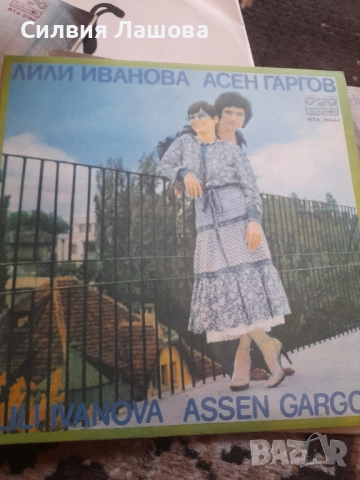 Силвия Лашова
ЛИЛИ ИВАНОВА АСЕН ГАРГОВ
LILI IVANOVA ASSEN GARGO
BAZAR